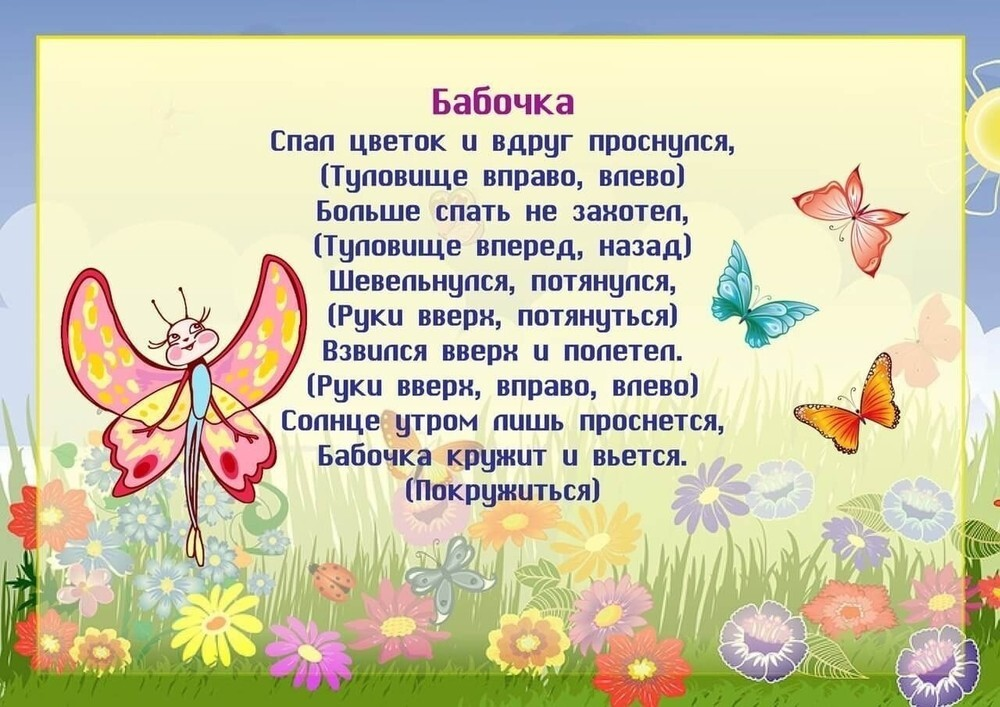 Бабочка
Спал цветок и вдруг проснулся,
(Туловище вправо, влево)
Больше спать не захотел,
(Туловище вперед, назад)
Шевельнулся, потянулся,
(Руки вверх, потянуться)
Взвился вверх и полетел.
(Руки вверх, вправо, влево)
Солнце утром лишь проснется,
Бабочка кружит и вьется.
(Покружиться)